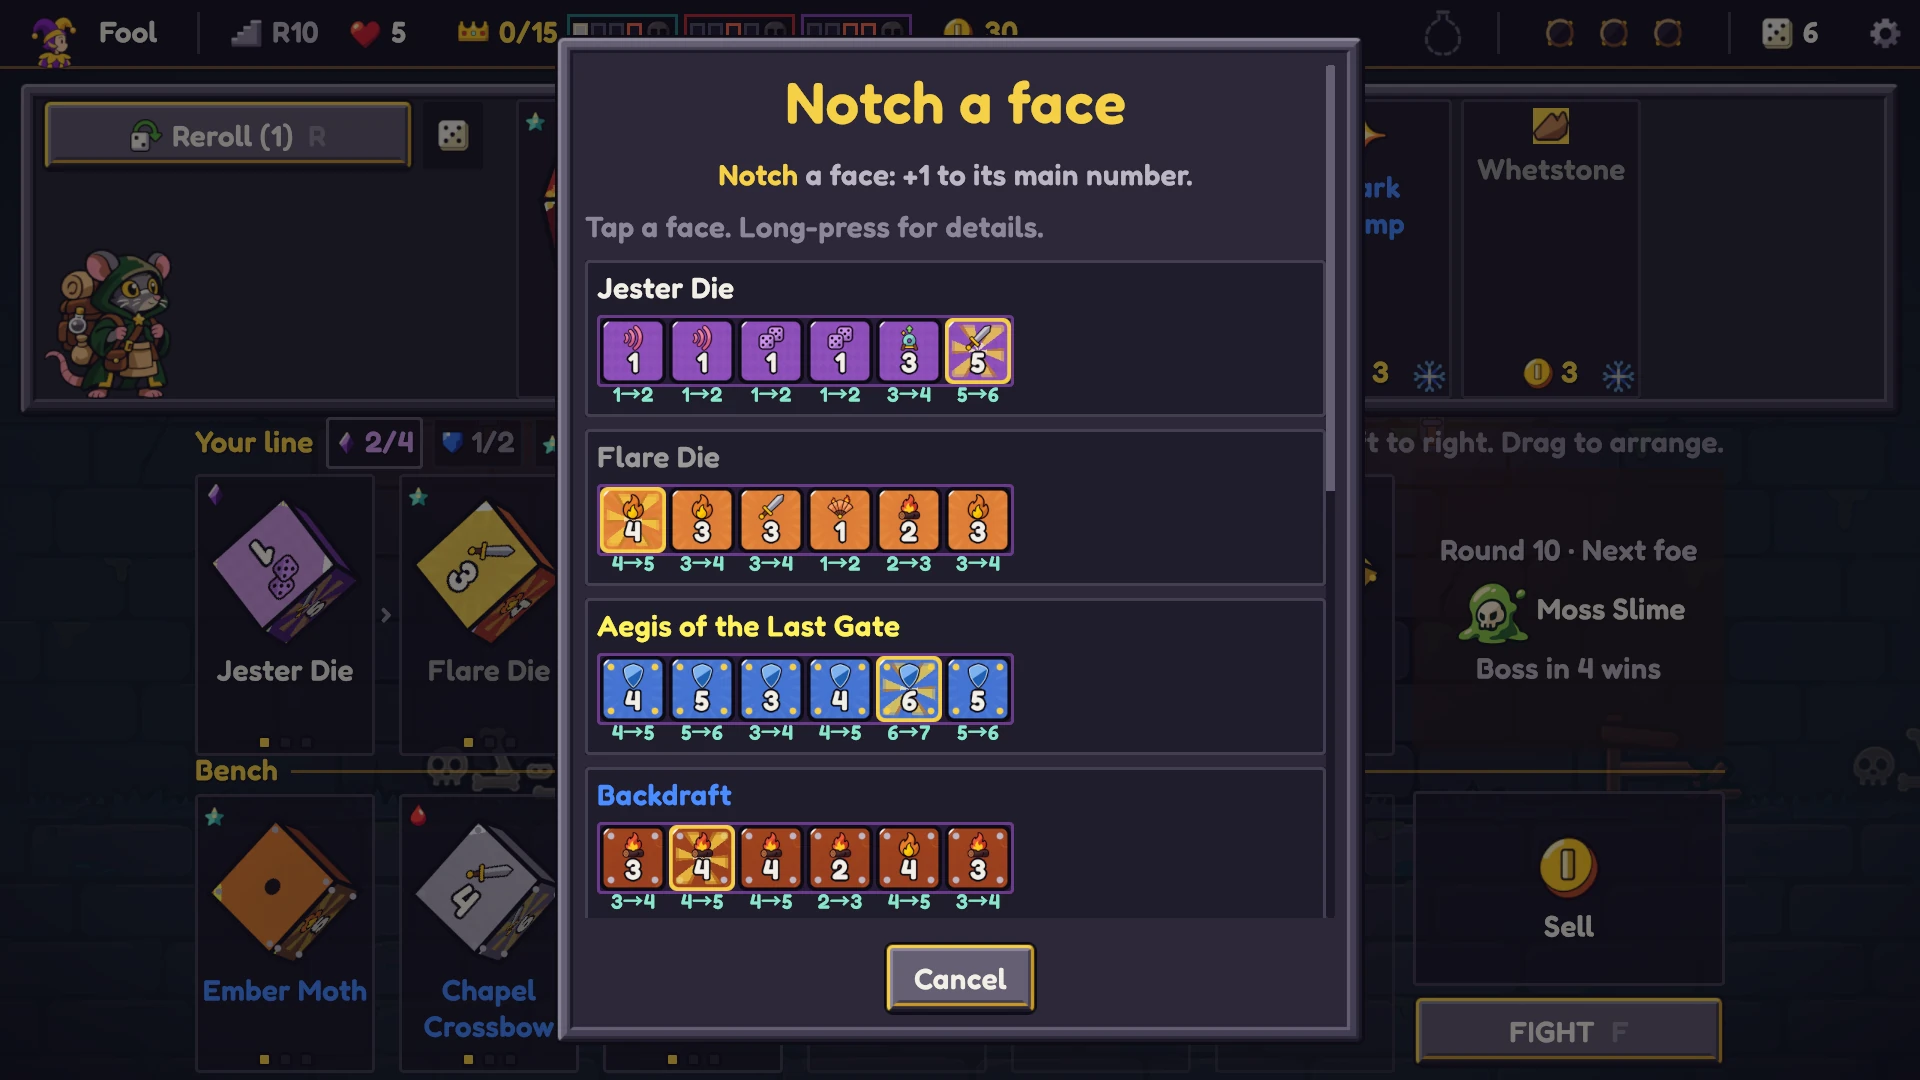 Fool
R10
5
0/15
30
6
Notch a face
Notch a face: +1 to its main number.
Tap a face. Long-press for details.
Reroll (1) R
Whetstone
3
3
Jester Die
1 1 1 1 3 5
1→2 1→2 1→2 1→2 3→4 5→6
Flare Die
4 3 3 1 2 3
4→5 3→4 3→4 1→2 2→3 3→4
Aegis of the Last Gate
4 5 3 4 6 5
4→5 5→6 3→4 4→5 6→7 5→6
Backdraft
3 4 4 2 4 3
3→4 4→5 4→5 2→3 4→5 3→4
Cancel
Your line 2/4 1/2
to right. Drag to arrange.
1
Jester Die
3
Flare Die
Round 10 · Next foe
Moss Slime
Boss in 4 wins
Bench
Ember Moth
4
Chapel
Crossbow
Sell
FIGHT F